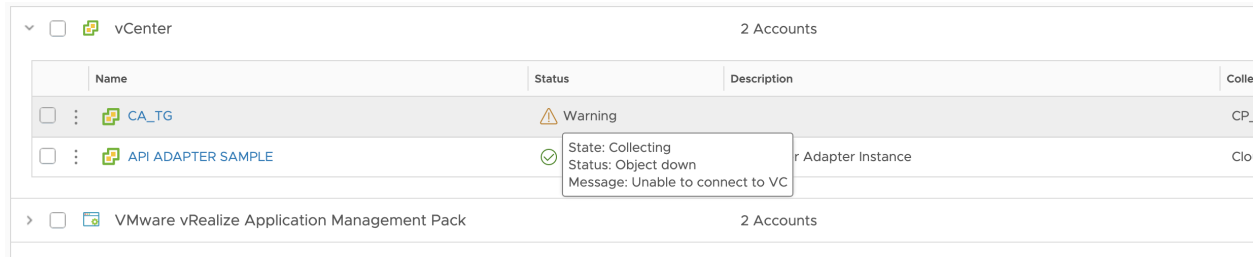 vCenter 2 Accounts
Name Status Description Colle
CA_TG Warning CP_
API ADAPTER SAMPLE r Adapter Instance Clo
State: Collecting
Status: Object down
Message: Unable to connect to VC
VMware vRealize Application Management Pack 2 Accounts